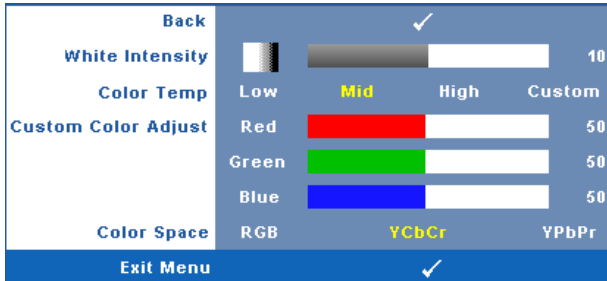 Back
White Intensity 10
Color Temp Low Mid High Custom
Custom Color Adjust Red 50
Green 50
Blue 50
Color Space RGB YCbCr YPbPr
Exit Menu